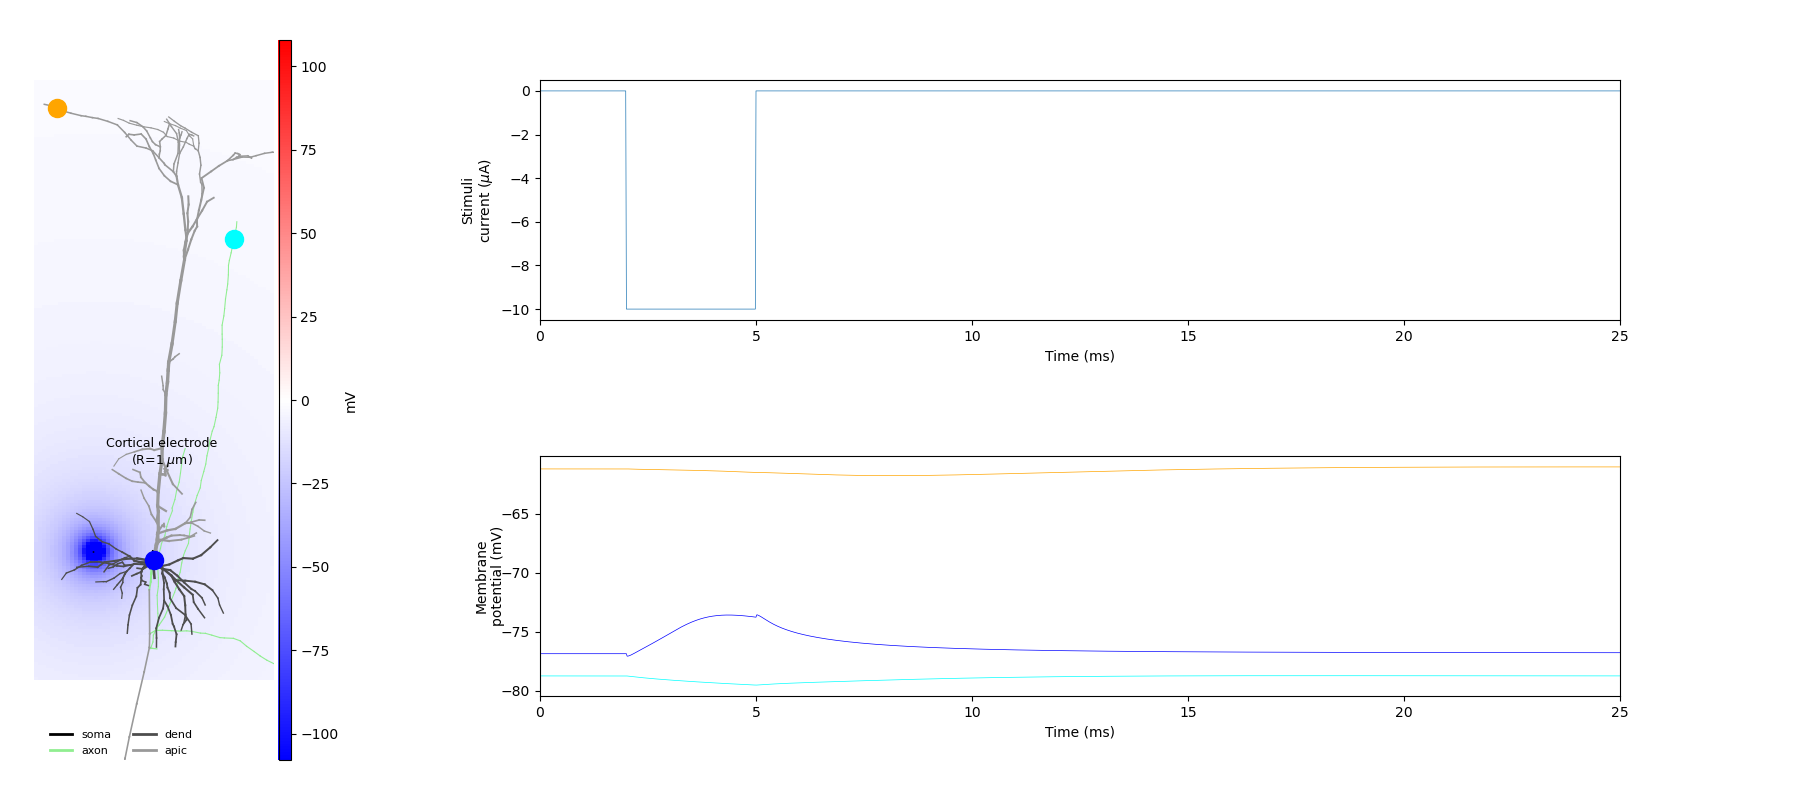 100
75
50
25
0
−25
−50
−75
−100
mV
Cortical electrode
(R=1 μm)
soma
dend
axon
apic
0
−2
−4
−6
−8
−10
Stimuli
current (μA)
0
5
10
15
20
25
Time (ms)
−65
−70
−75
−80
Membrane
potential (mV)
0
5
10
15
20
25
Time (ms)